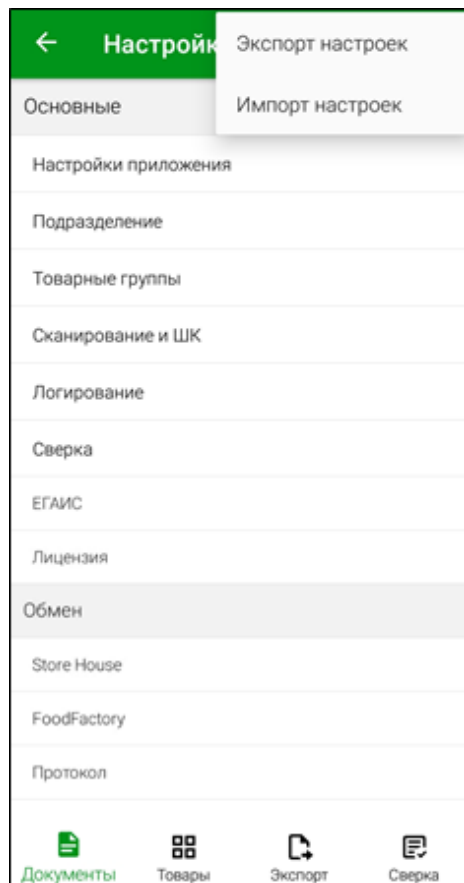 Настройк
Экспорт настроек
Импорт настроек
Основные
Настройки приложения
Подразделение
Товарные группы
Сканирование и ШК
Логирование
Сверка
ЕГАИС
Лицензия
Обмен
Store House
FoodFactory
Протокол
Документы
Товары
Экспорт
Сверка